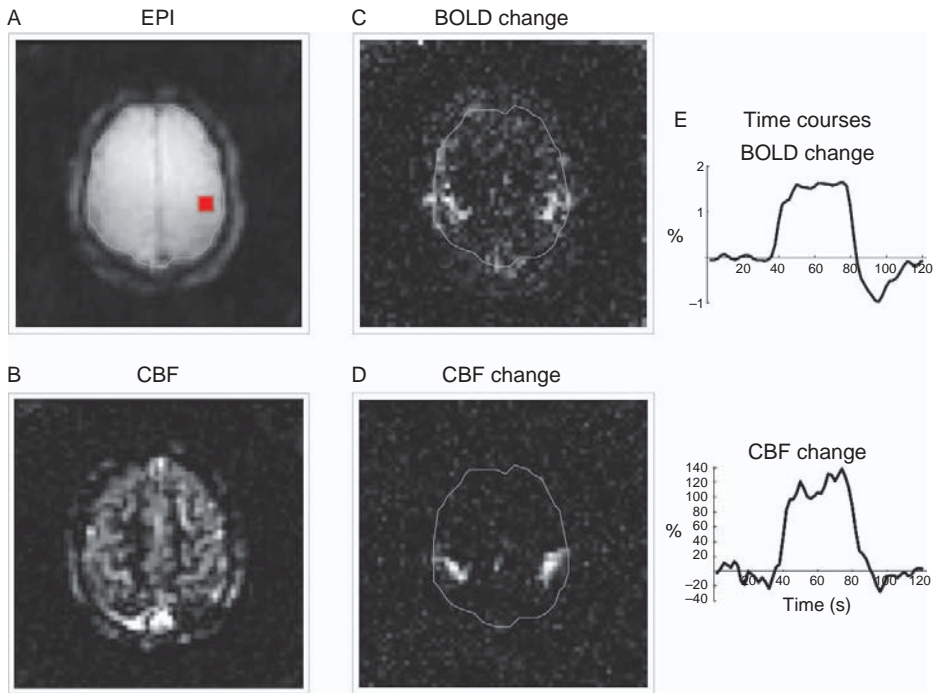 A EPI
B CBF
C BOLD change
D CBF change
E Time courses
BOLD change
2
1
%
−1
20 40 60 80 100 120
CBF change
140
120
100
80
60
40
20
%
−20
−40
20 40 60 80 100 120
Time (s)